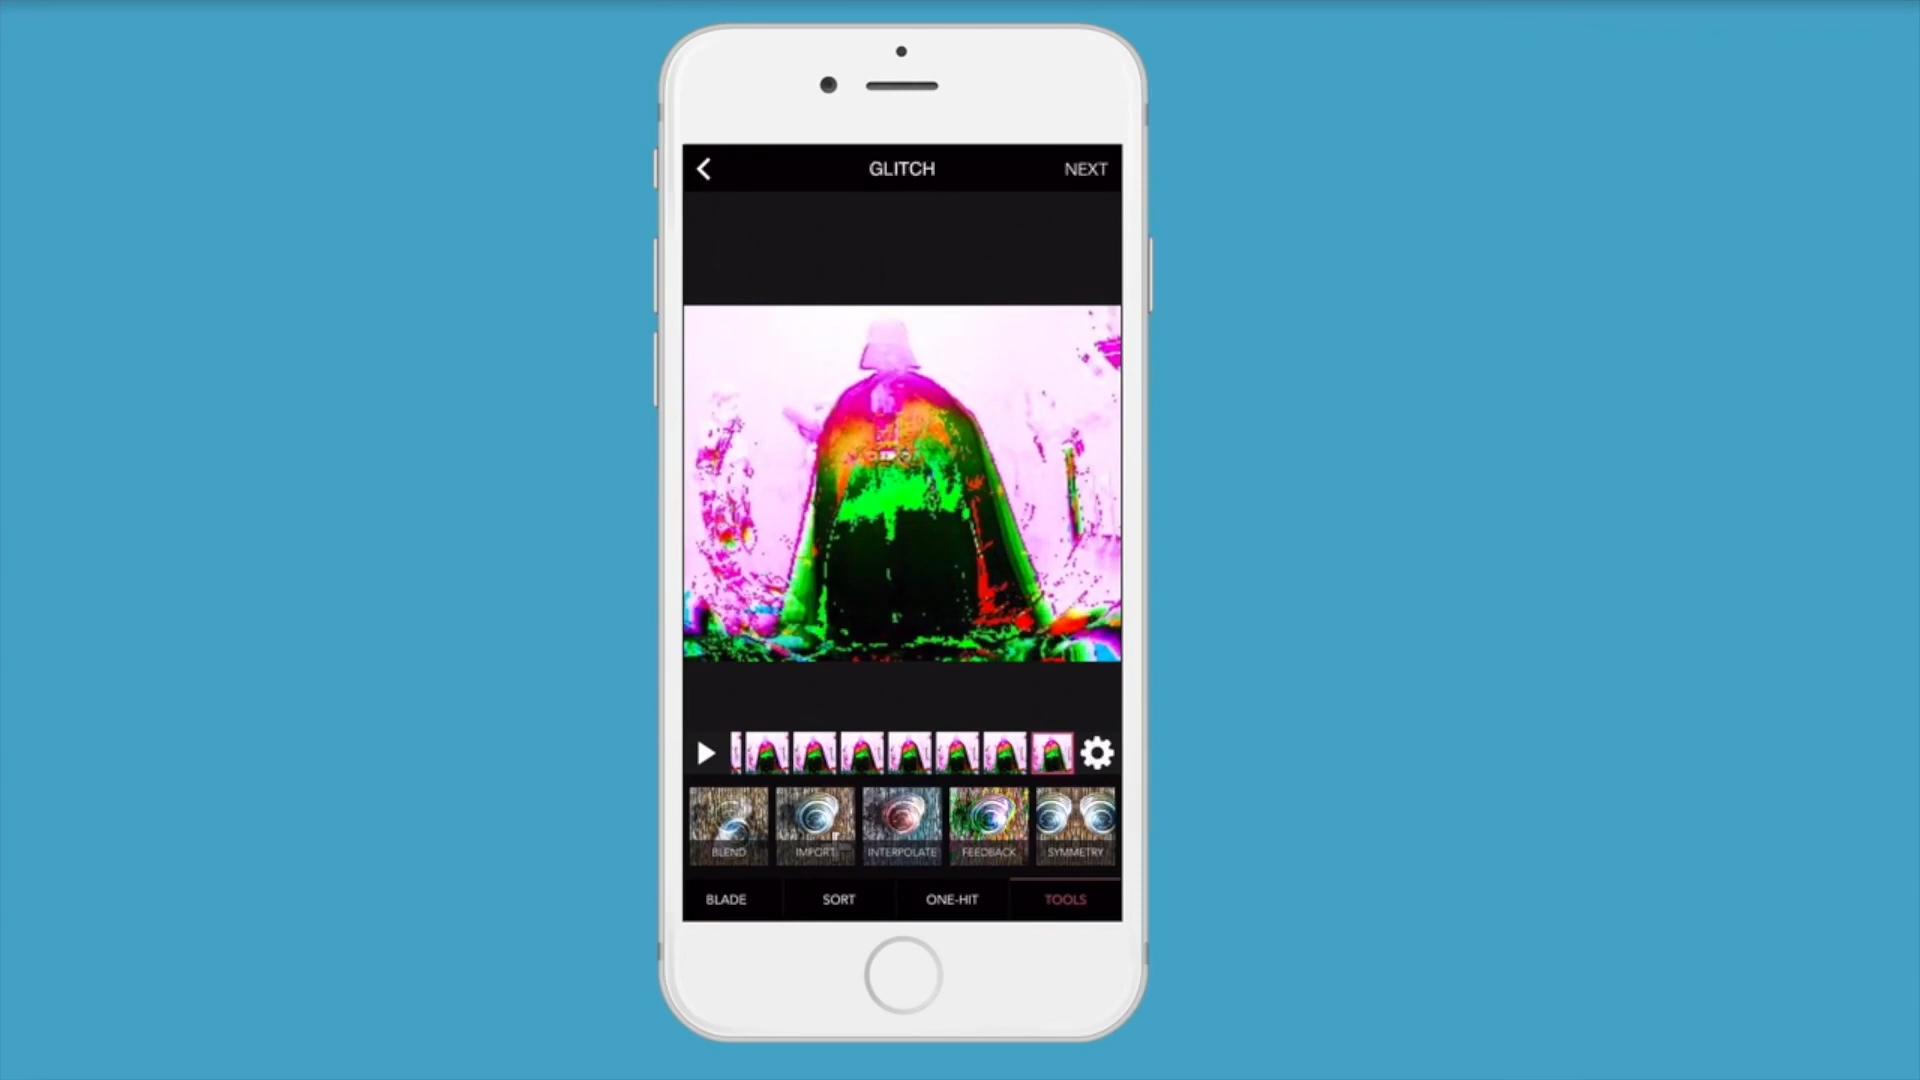 GLITCH NEXT
BLEND IMPORT INTERPOLATE FEEDBACK SYMMETRY
BLADE SORT ONE-HIT TOOLS